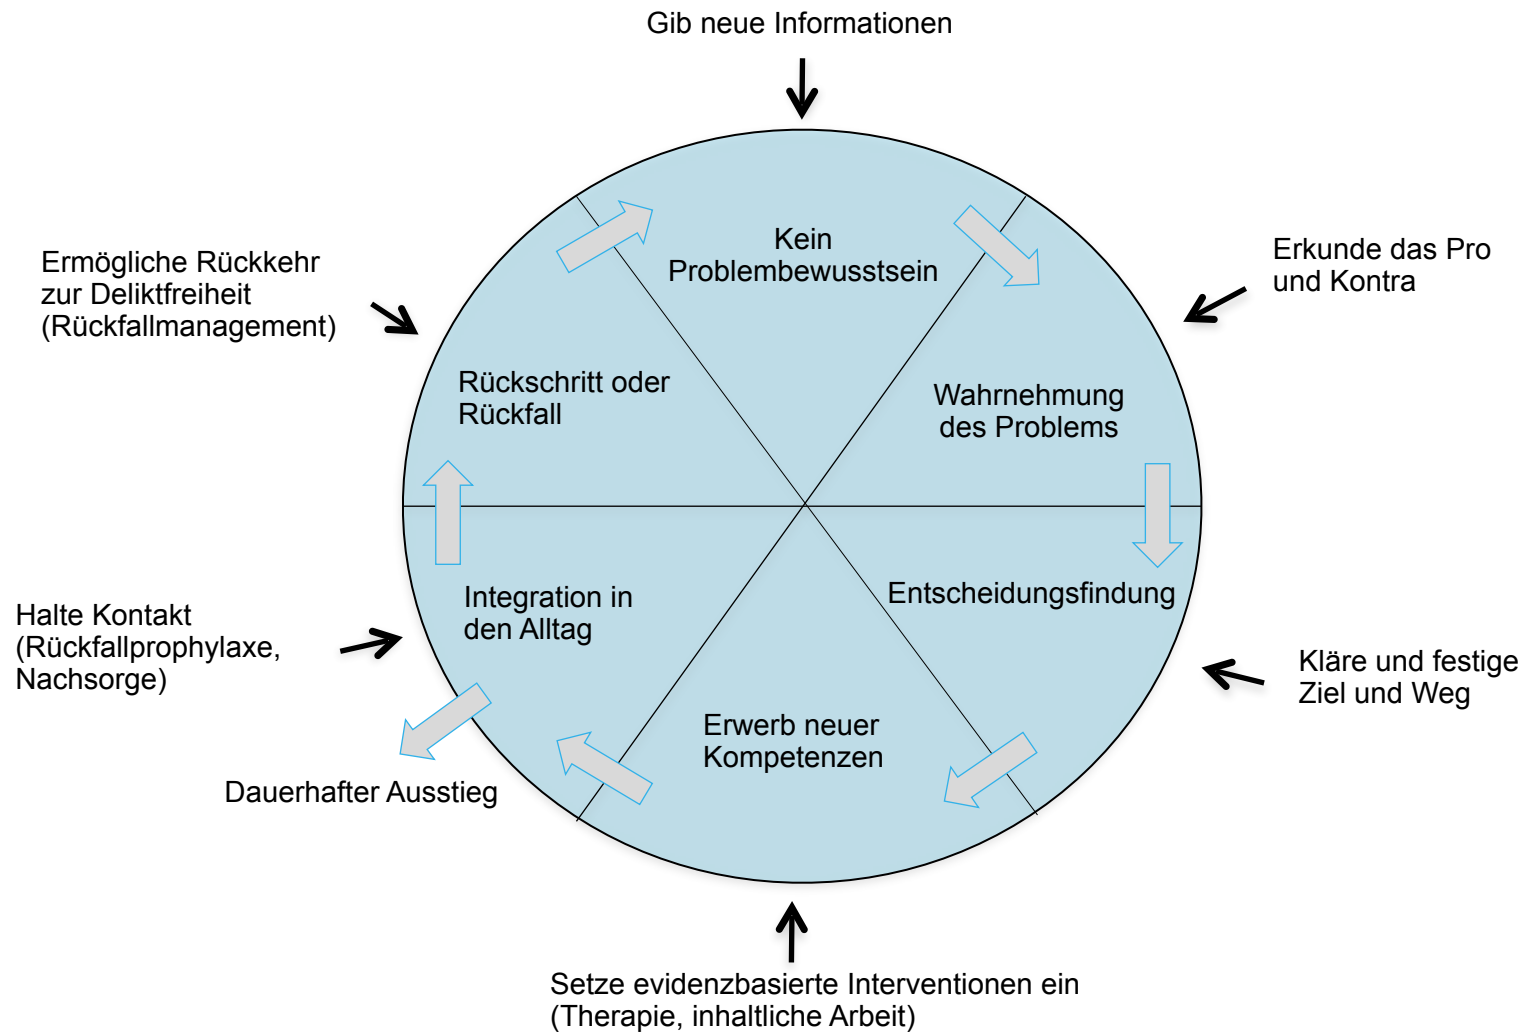 Gib neue Informationen
Kein
Problembewusstsein
Erkunde das Pro
und Kontra
Wahrnehmung
des Problems
Entscheidungsfindung
Kläre und festige
Ziel und Weg
Erwerb neuer
Kompetenzen
Setze evidenzbasierte Interventionen ein
(Therapie, inhaltliche Arbeit)
Integration in
den Alltag
Halte Kontakt
(Rückfallprophylaxe,
Nachsorge)
Dauerhafter Ausstieg
Rückschritt oder
Rückfall
Ermögliche Rückkehr
zur Deliktfreiheit
(Rückfallmanagement)